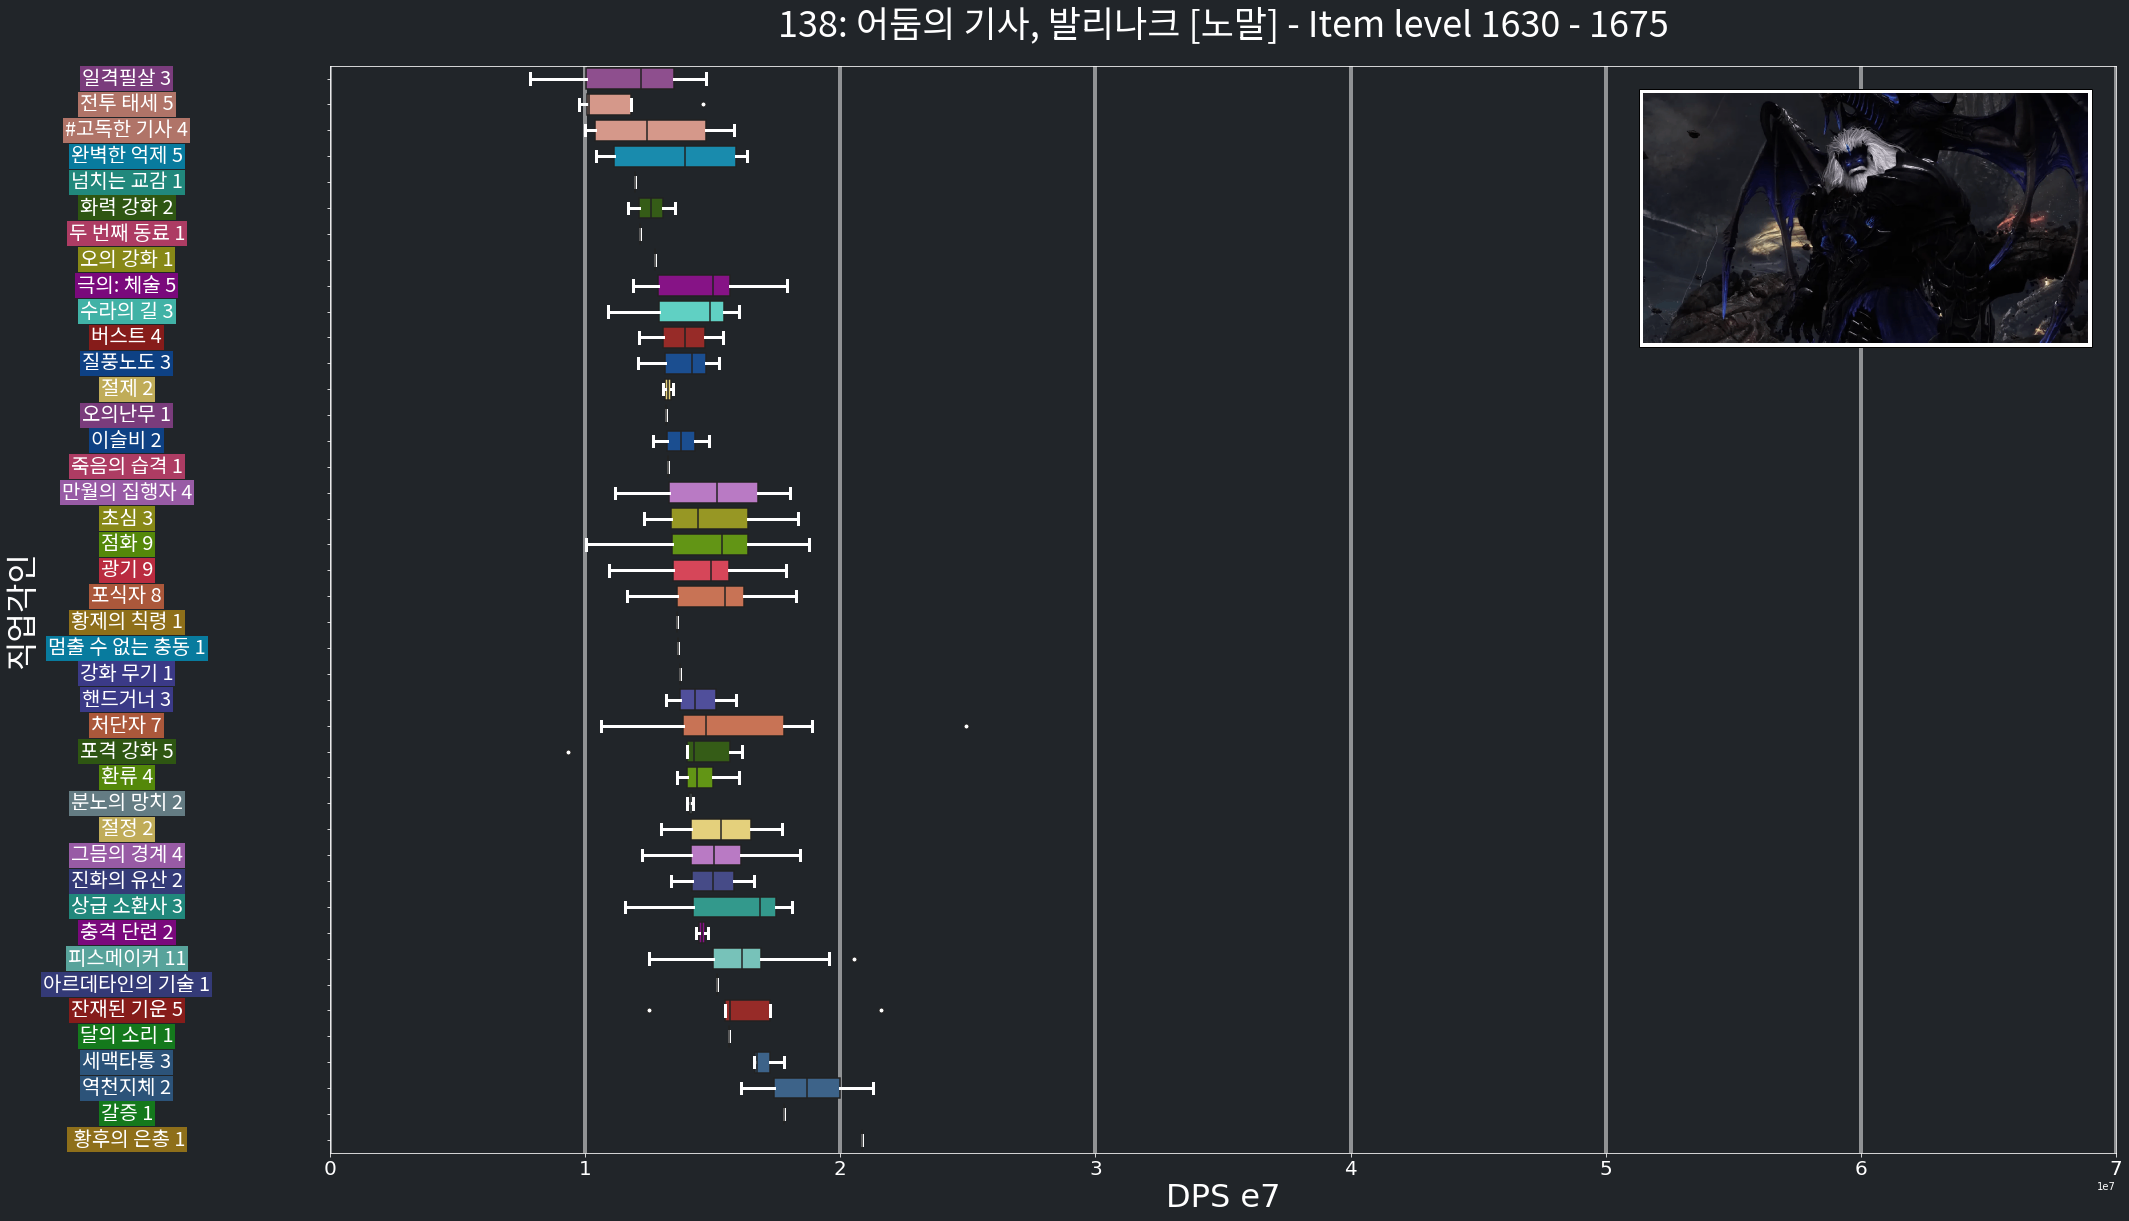 138: 어둠의 기사, 발리나크 [노말] - Item level 1630 - 1675
일격필살 3
전투 태세 5
#고독한 기사 4
완벽한 억제 5
넘치는 교감 1
화력 강화 2
두 번째 동료 1
오의 강화 1
극의: 체술 5
수라의 길 3
버스트 4
질풍노도 3
절제 2
오의난무 1
이슬비 2
죽음의 습격 1
만월의 집행자 4
초심 3
점화 9
광기 9
포식자 8
황제의 칙령 1
멈출 수 없는 충동 1
강화 무기 1
핸드거너 3
처단자 7
포격 강화 5
환류 4
분노의 망치 2
절정 2
그믐의 경계 4
진화의 유산 2
상급 소환사 3
충격 단련 2
피스메이커 11
아르데타인의 기술 1
잔재된 기운 5
달의 소리 1
세맥타통 3
역천지체 2
갈증 1
황후의 은총 1
직업각인
0 1 2 3 4 5 6 7
1e7
DPS e7